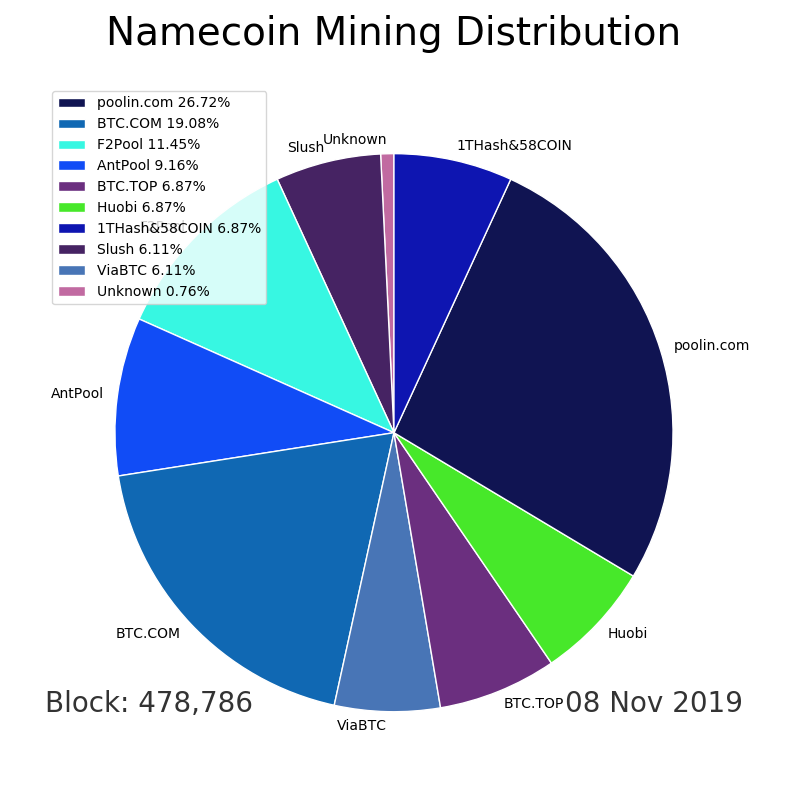 Namecoin Mining Distribution
poolin.com 26.72%
BTC.COM 19.08%
F2Pool 11.45%
AntPool 9.16%
BTC.TOP 6.87%
Huobi 6.87%
1THash&58COIN 6.87%
Slush 6.11%
ViaBTC 6.11%
Unknown 0.76%
Unknown
Slush
1THash&58COIN
poolin.com
AntPool
BTC.COM
Huobi
Block: 478,786
BTC.TOP
08 Nov 2019
ViaBTC